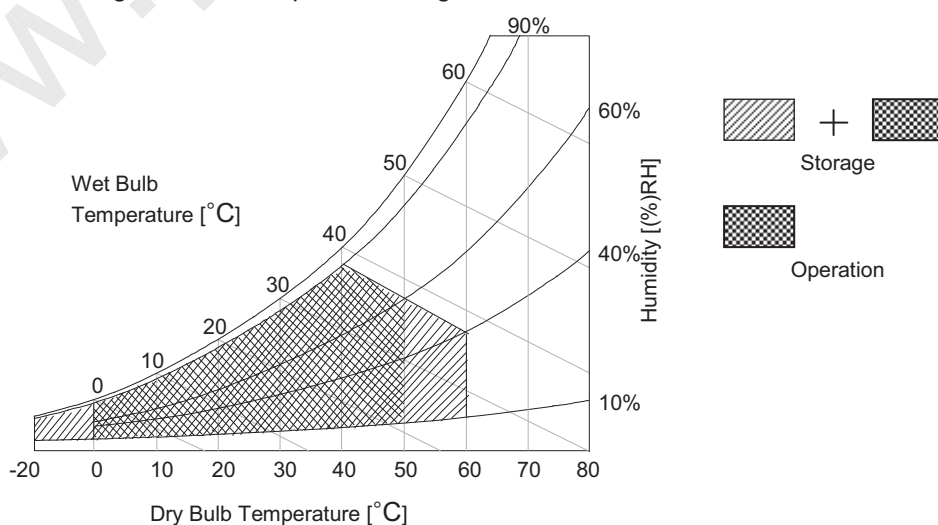 90%
60
60%
50
Wet Bulb
Temperature [°C]
Storage
40
40%
Humidity [(%)RH]
30
Operation
20
10
0
10%
-20 0 10 20 30 40 50 60 70 80
Dry Bulb Temperature [°C]